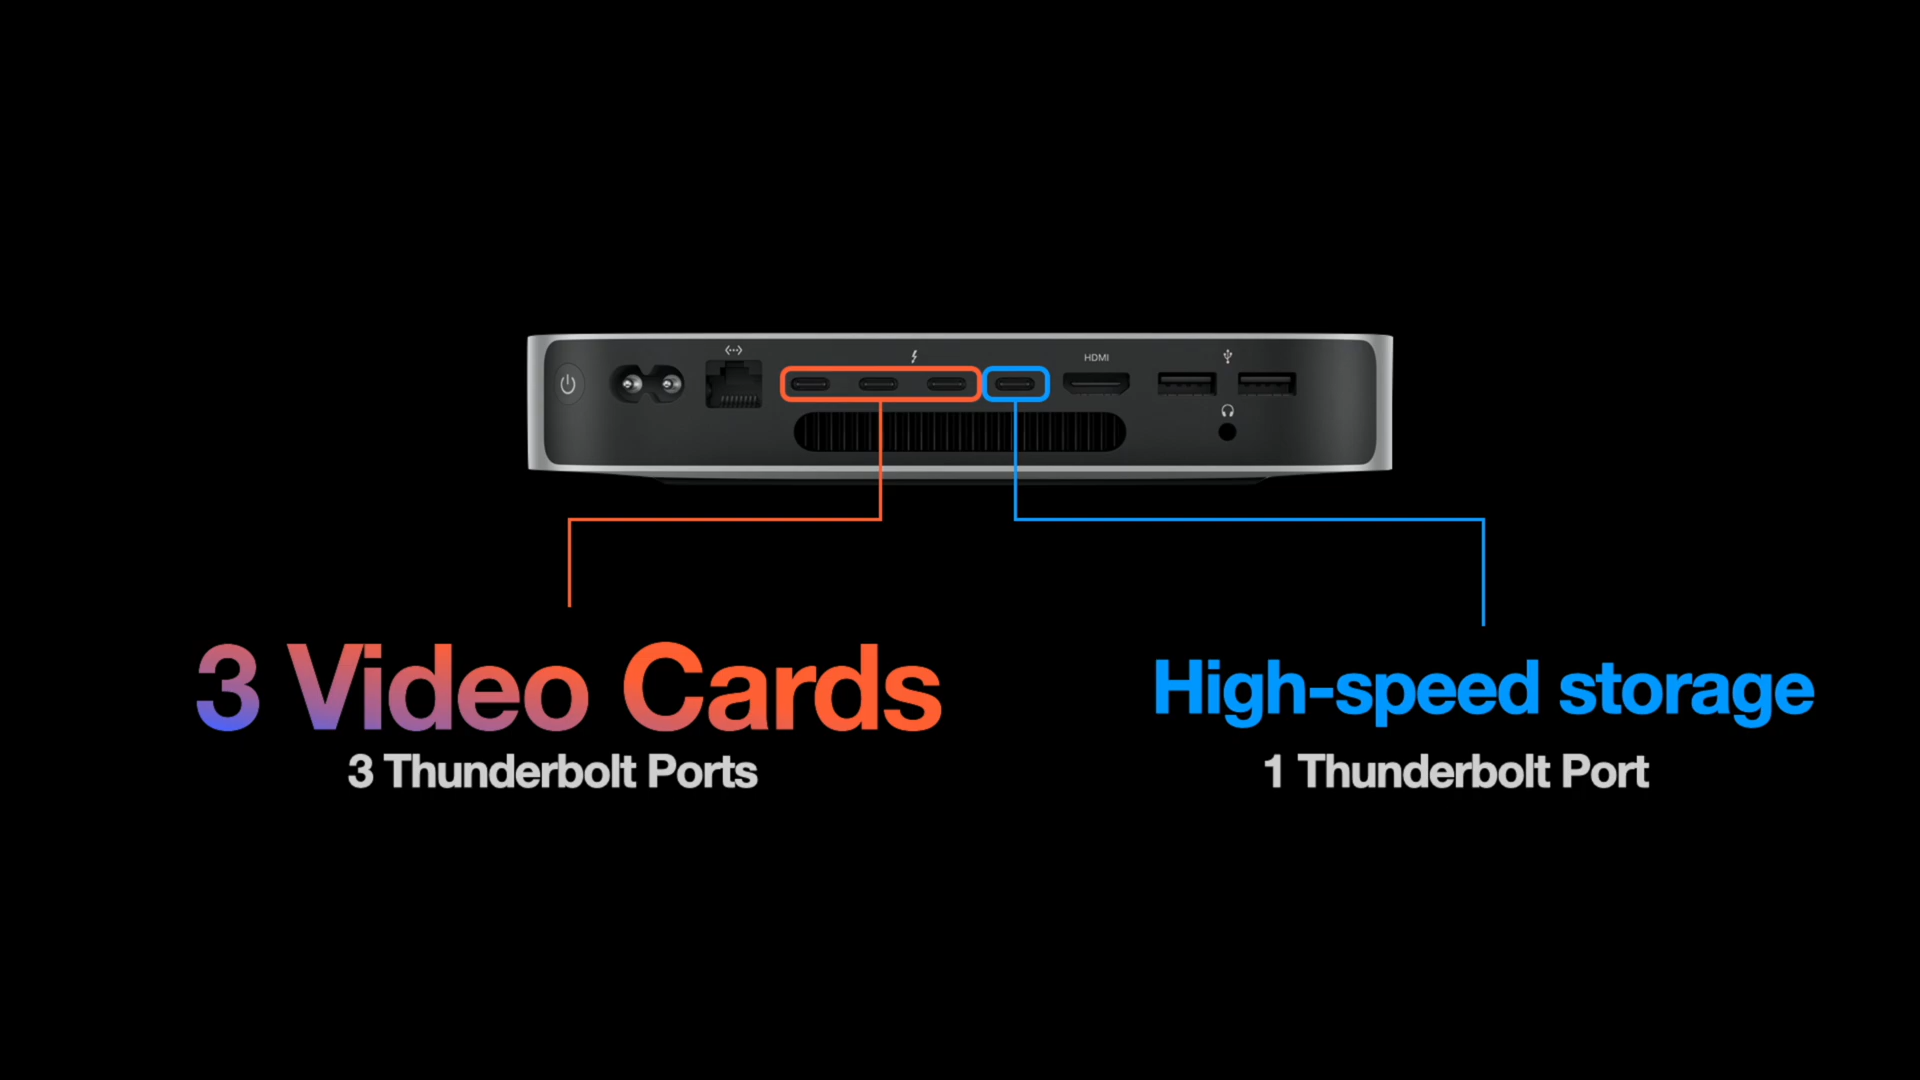 HDMI
3 Video Cards
3 Thunderbolt Ports
High-speed storage
1 Thunderbolt Port